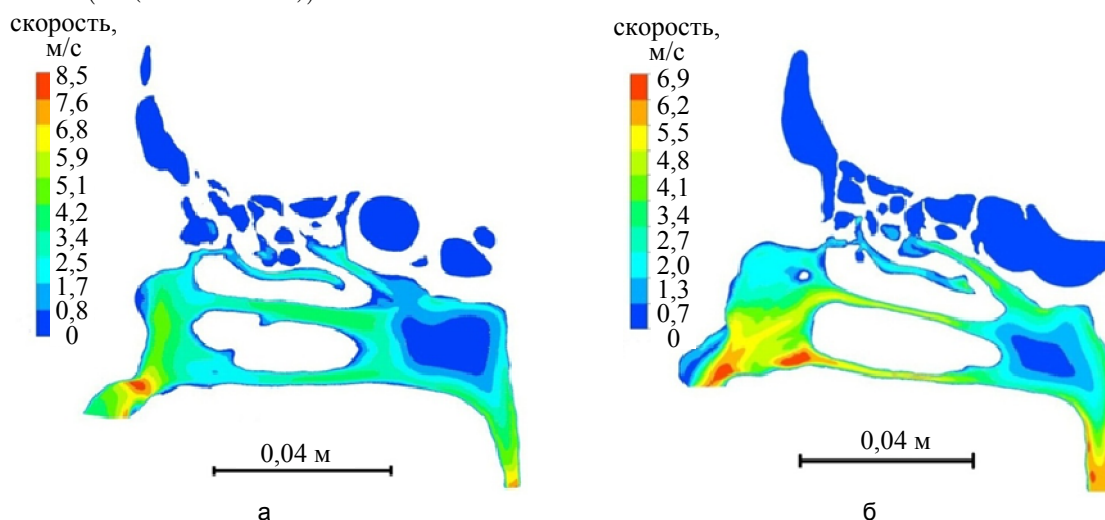 скорость,
м/с
8,5
7,6
6,8
5,9
5,1
4,2
3,4
2,5
1,7
0,8
0
0,04 м
а
скорость,
м/с
6,9
6,2
5,5
4,8
4,1
3,4
2,7
2,0
1,3
0,7
0
0,04 м
б